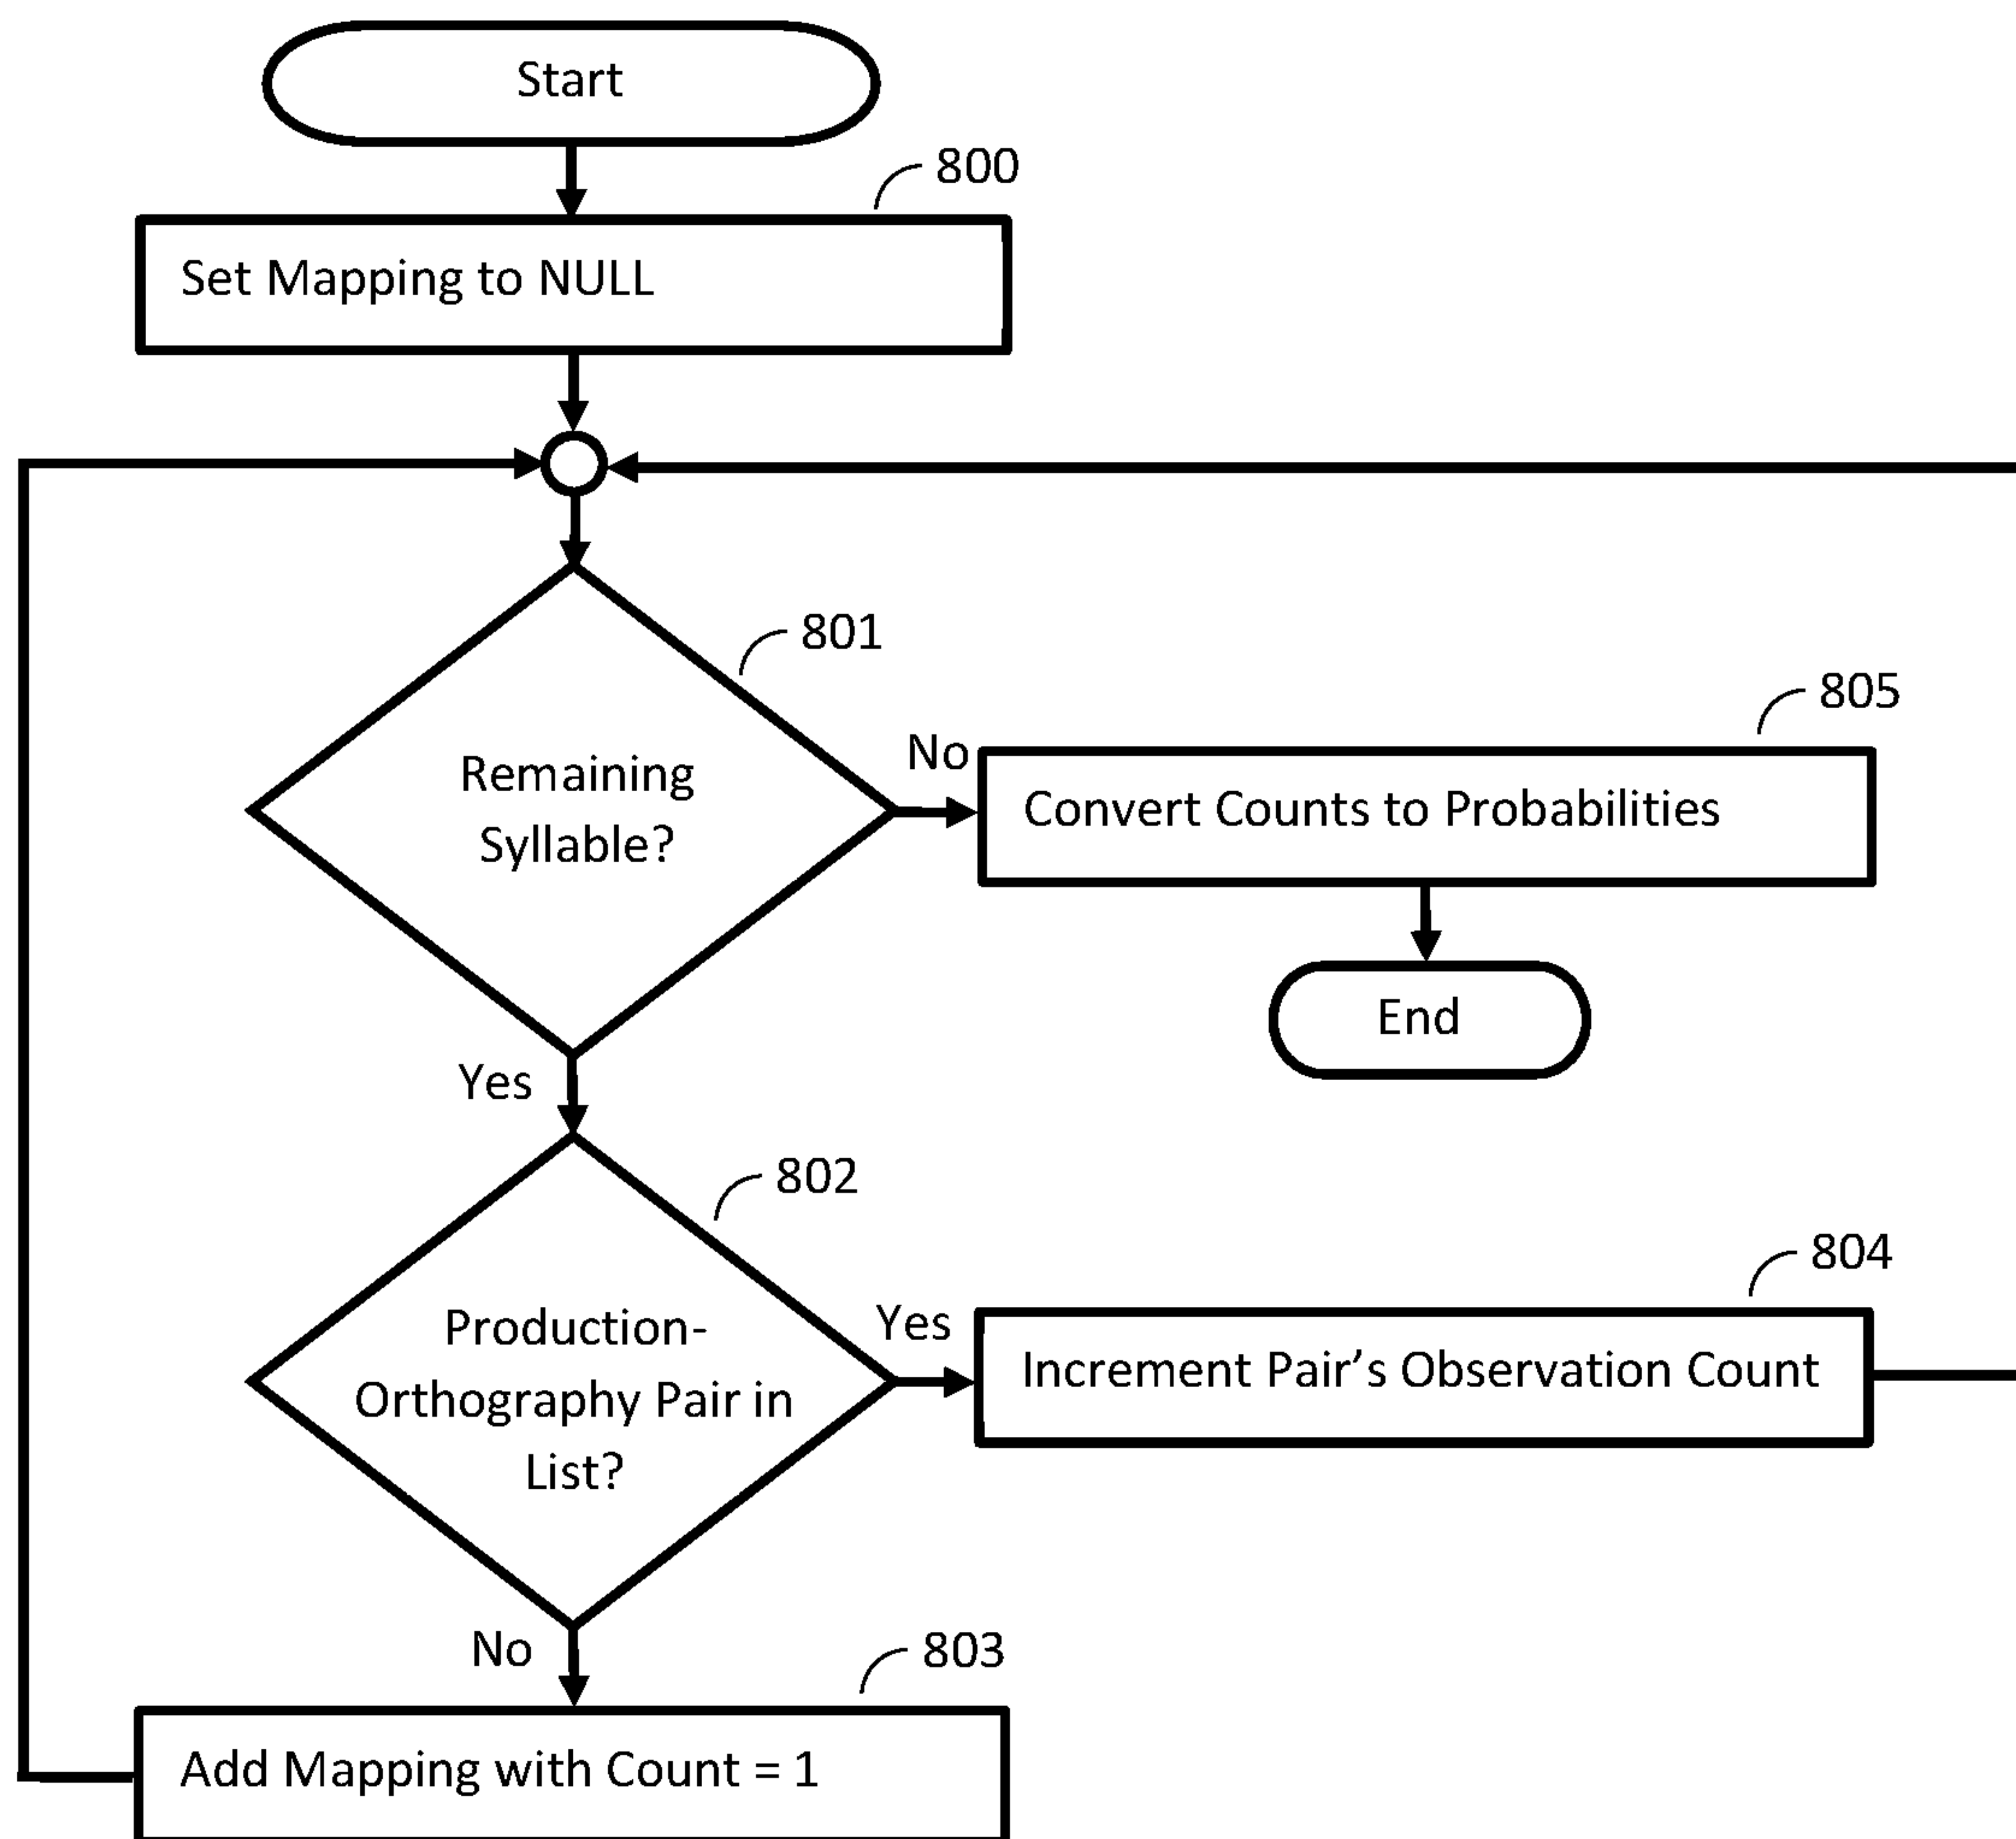 Start
800
Set Mapping to NULL
801
Remaining
Syllable?
No
805
Convert Counts to Probabilities
End
Yes
802
Production-
Orthography Pair in
List?
Yes
804
Increment Pair's Observation Count
No
803
Add Mapping with Count = 1